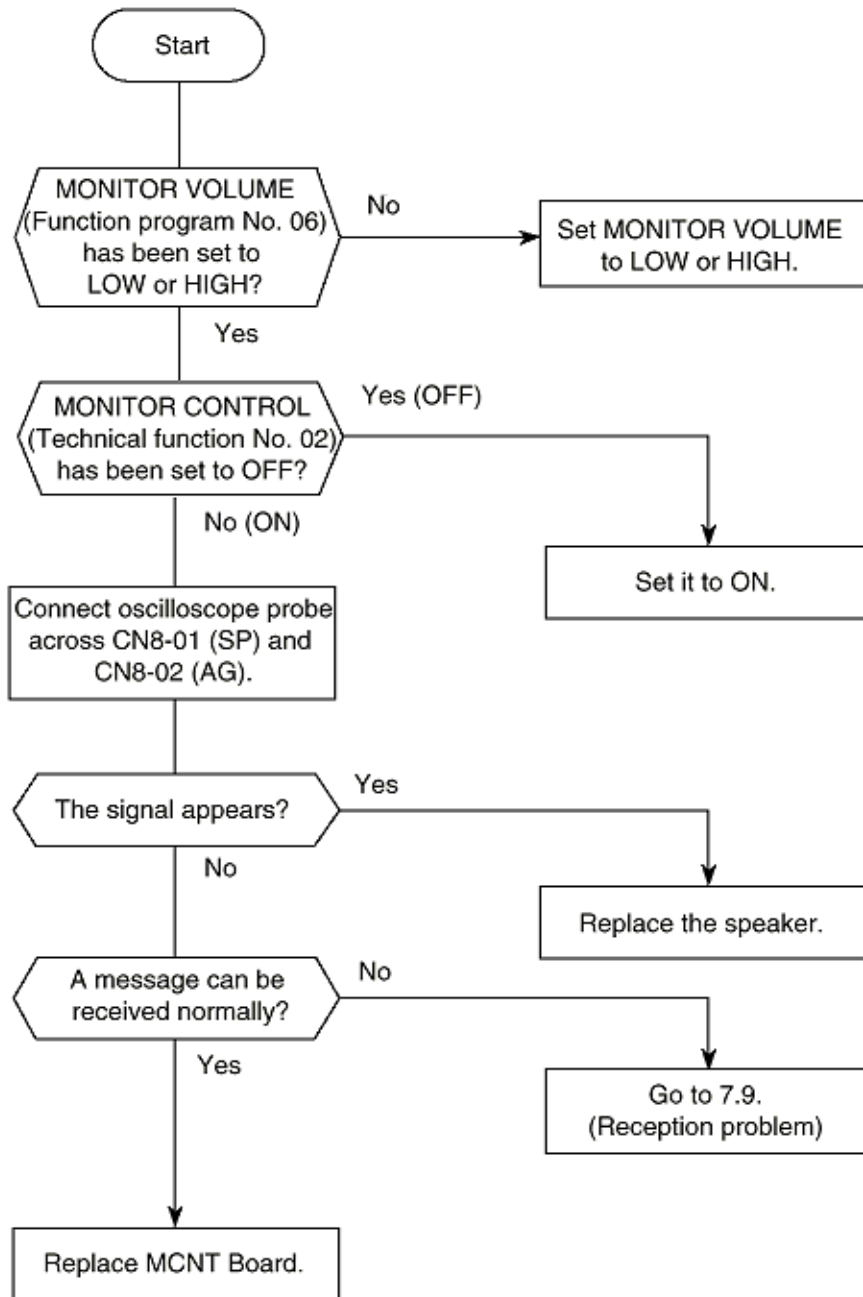 Start
MONITOR VOLUME
(Function program No. 06)
has been set to
LOW or HIGH?
No
Set MONITOR VOLUME
to LOW or HIGH.
Yes
MONITOR CONTROL
(Technical function No. 02)
has been set to OFF?
Yes (OFF)
No (ON)
Set it to ON.
Connect oscilloscope probe
across CN8-01 (SP) and
CN8-02 (AG).
The signal appears?
Yes
No
Replace the speaker.
A message can be
received normally?
No
Yes
Go to 7.9.
(Reception problem)
Replace MCNT Board.